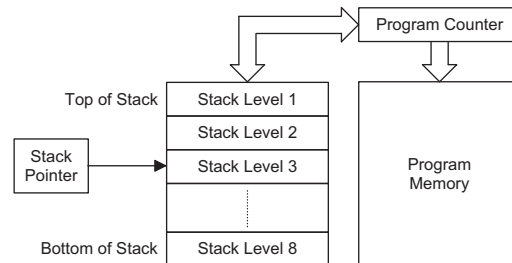 Program Counter
Top of Stack
Stack Level 1
Stack Level 2
Stack
Pointer
Stack Level 3
Program
Memory
Bottom of Stack
Stack Level 8